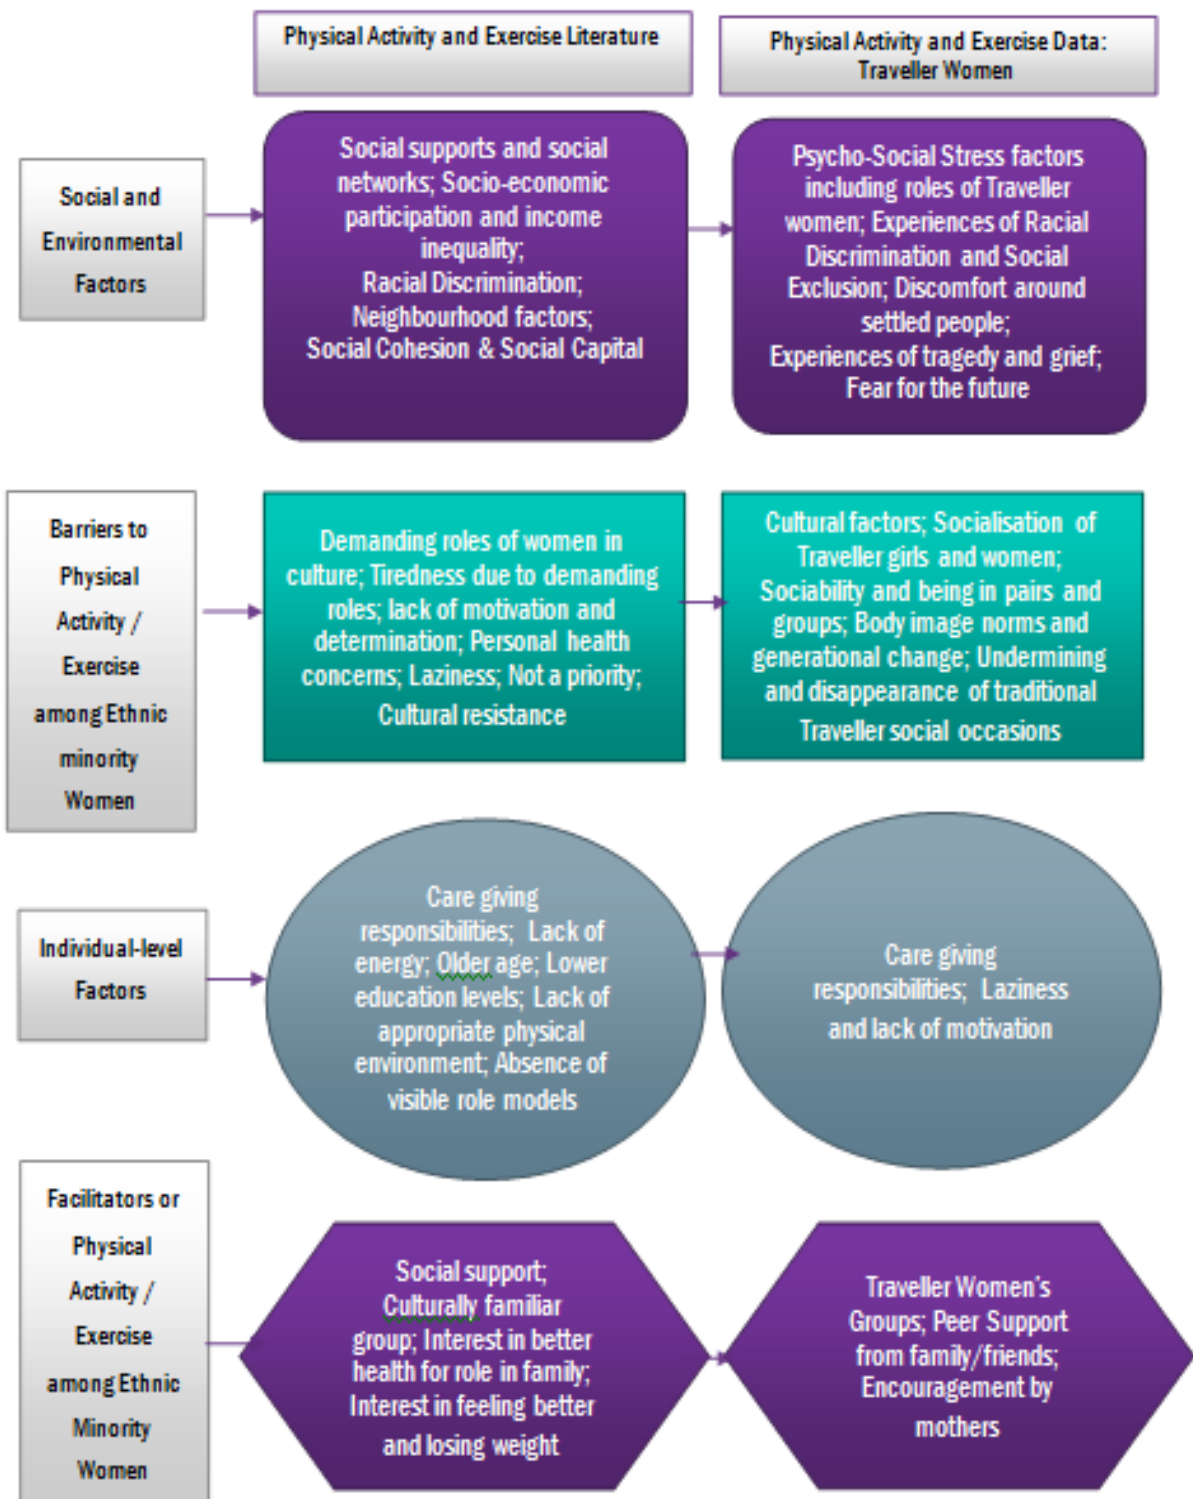 Physical Activity and Exercise Literature
Physical Activity and Exercise Data:
Traveller Women
Social and
Environmental
Factors
Social supports and social
networks; Socio-economic
participation and income
inequality;
Racial Discrimination;
Neighbourhood factors;
Social Cohesion & Social Capital
Psycho-Social Stress factors
including roles of Traveller
women; Experiences of Racial
Discrimination and Social
Exclusion; Discomfort around
settled people;
Experiences of tragedy and grief;
Fear for the future
Barriers to
Physical
Activity /
Exercise
among Ethnic
minority
Women
Demanding roles of women in
culture; Tiredness due to demanding
roles; lack of motivation and
determination; Personal health
concerns; Laziness; Not a priority;
Cultural resistance
Cultural factors; Socialisation of
Traveller girls and women;
Sociability and being in pairs and
groups; Body image norms and
generational change; Undermining
and disappearance of traditional
Traveller social occasions
Individual-level
Factors
Care giving
responsibilities; Lack of
energy; Older age; Lower
education levels; Lack of
appropriate physical
environment; Absence of
visible role models
Care giving
responsibilities; Laziness
and lack of motivation
Facilitators or
Physical
Activity /
Exercise
among Ethnic
Minority
Women
Social support;
Culturally familiar
group; Interest in better
health for role in family;
Interest in feeling better
and losing weight
Traveller Women's
Groups; Peer Support
from family/friends;
Encouragement by
mothers